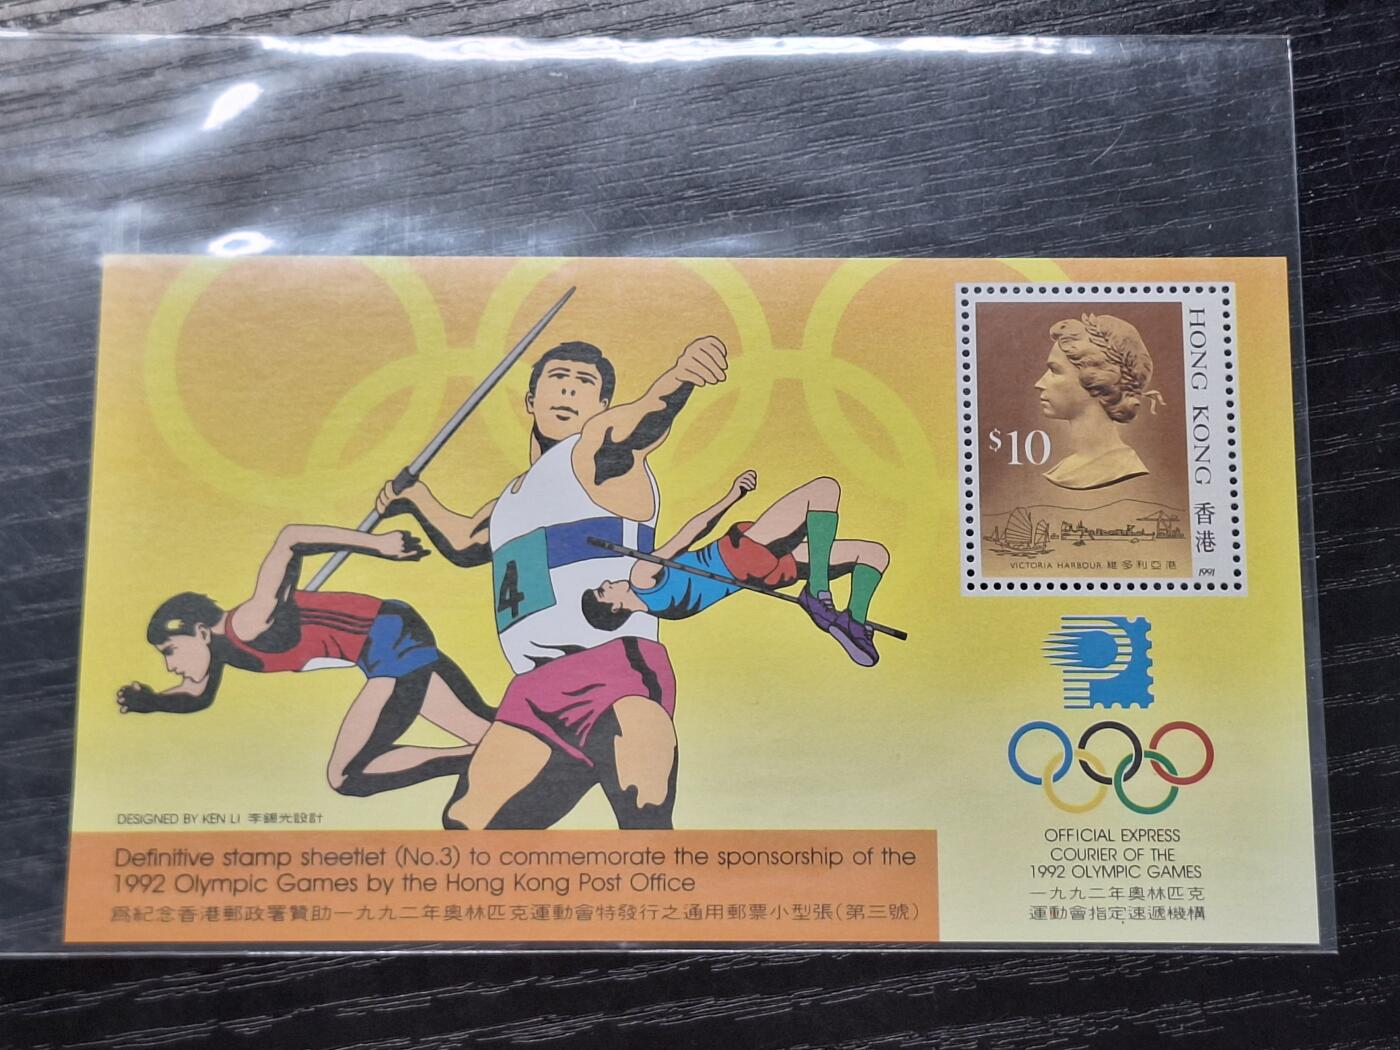 HONG KONG 香港
$10
VICTORIA HARBOUR 維多利亞港
1991
4
DESIGNED BY KEN LI 李錫光設計
Definitive stamp sheetlet (No.3) to commemorate the sponsorship of the
1992 Olympic Games by the Hong Kong Post Office
爲紀念香港郵政署贊助一九九二年奧林匹克運動會特發行之通用郵票小型張(第三號)
OFFICIAL EXPRESS
COURIER OF THE
1992 OLYMPIC GAMES
一九九二年奧林匹克
運動會指定速遞機構